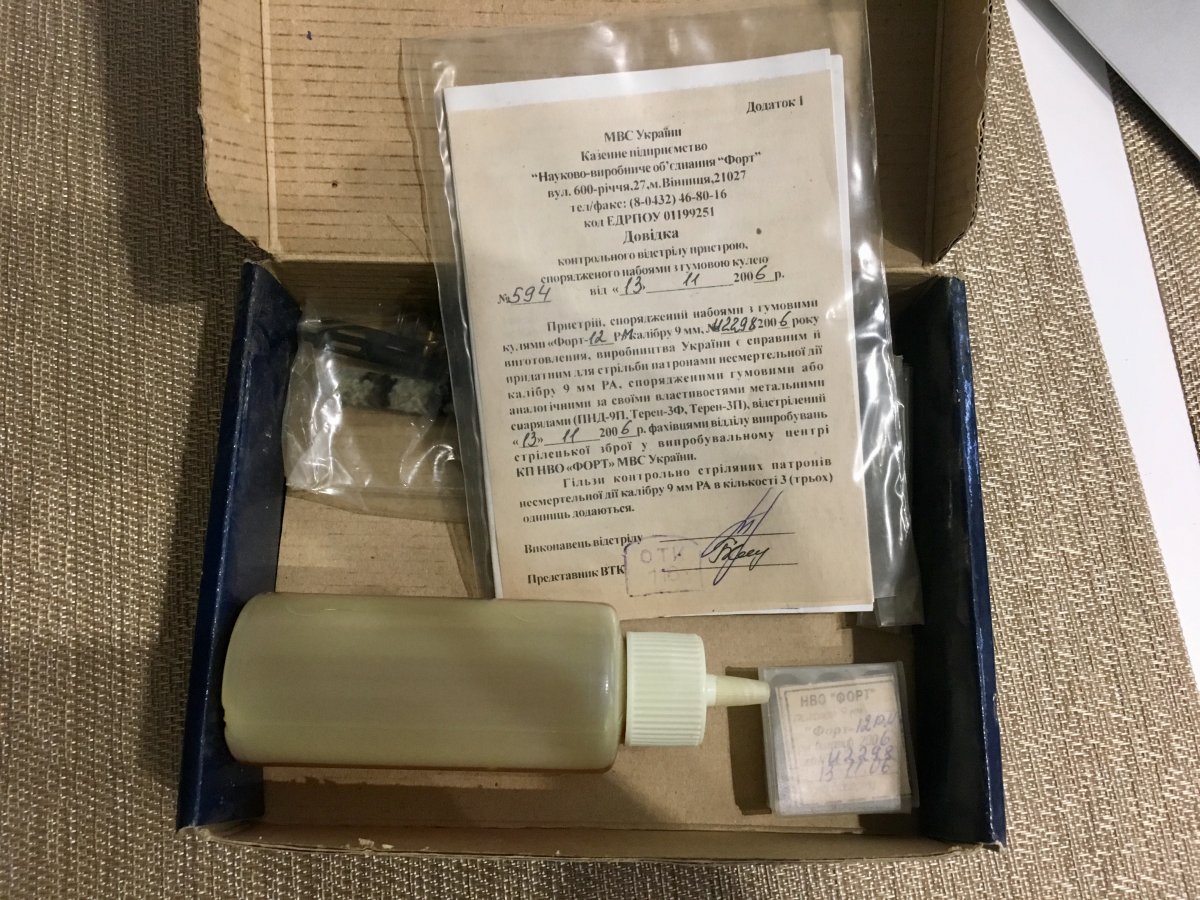 Додаток 1
МВС України
Казенне підприємство
“Науково-виробниче об’єднання “Форт”
вул. 600-річчя,27,м.Вінниця,21027
тел/факс: (8-0432) 46-80-16
код ЕДРПОУ 01199251
Довідка
контрольного відстрілу пристрою,
спорядженого набоями з гумовою кулею
№594 від «13» 11 2006 р.
Пристрій, споряджений набоями з гумовими
кулями «Форт-12 РМ калібру 9 мм, №И2298 2006 року
виготовлення, виробництва України є справним й
придатним для стрільби патронами несмертельної дії
калібру 9 мм РА, спорядженими гумовими або
аналогічними за своїми властивостями метальними
снарядами (ПНД-9П, Терен-3Ф, Терен-3П), відстрілений
«13» 11 2006 р. фахівцями відділу випробувань
стрілецької зброї у випробувальному центрі
КП НВО «ФОРТ» МВС України.
Гільзи контрольно стріляних патронів
несмертельної дії калібру 9 мм РА в кількості 3 (трьох)
одиниць додаються.
Виконавець відстрілу
Представник ВТК
ОТК
НВО "ФОРТ"
"Форт-12РМ
13 11 06